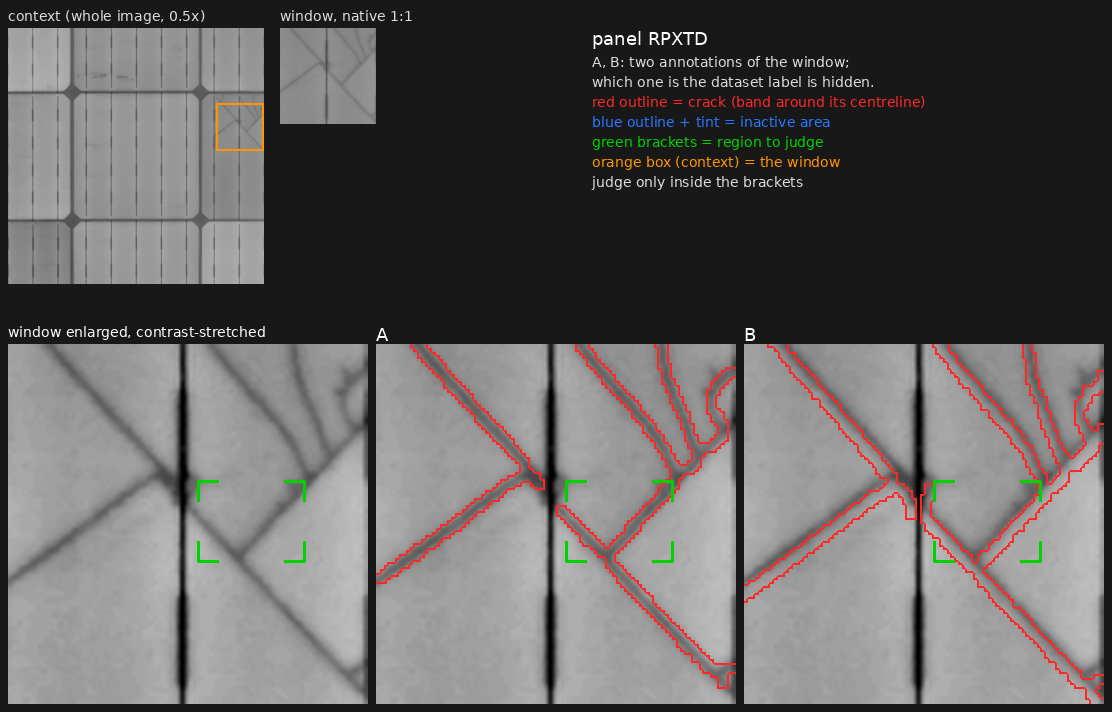 context (whole image, 0.5x)
window, native 1:1
panel RPXTD
A, B: two annotations of the window;
which one is the dataset label is hidden.
red outline = crack (band around its centreline)
blue outline + tint = inactive area
green brackets = region to judge
orange box (context) = the window
judge only inside the brackets
window enlarged, contrast-stretched
A
B